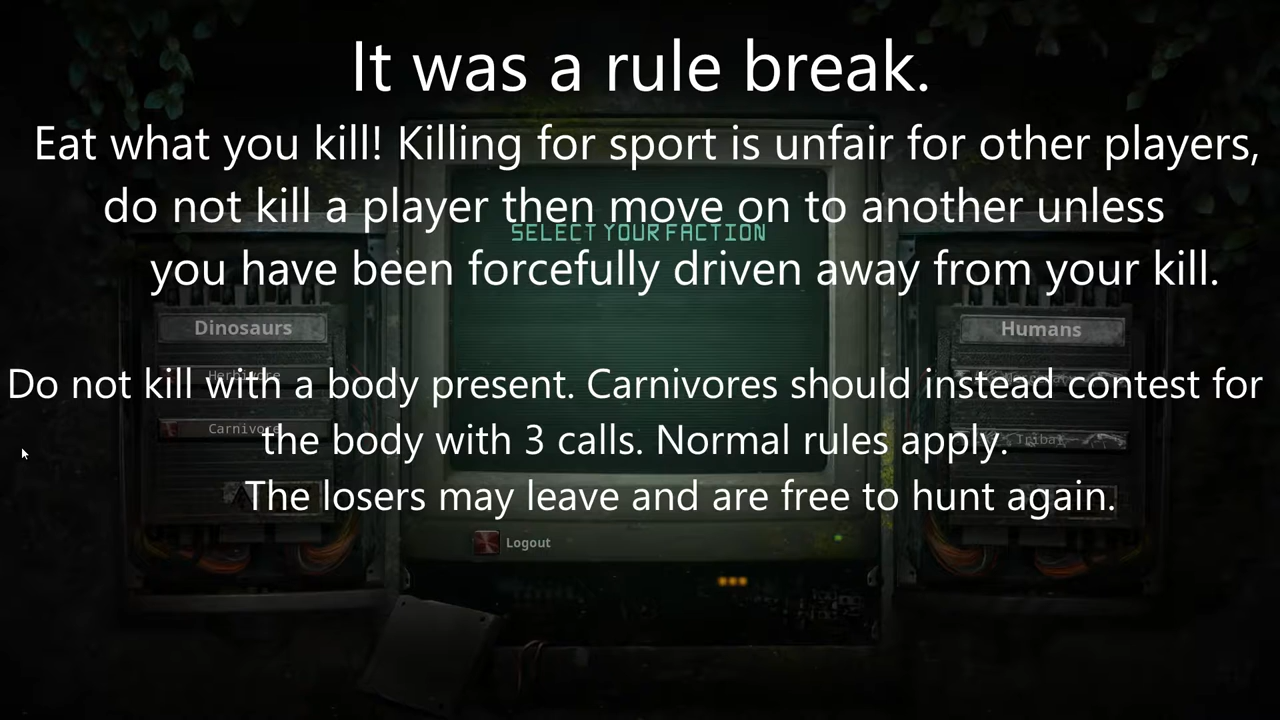 It was a rule break.
Eat what you kill! Killing for sport is unfair for other players,
do not kill a player then move on to another unless
SELECT YOUR FACTION
you have been forcefully driven away from your kill.
Dinosaurs
Humans
Herbivore
Do not kill with a body present. Carnivores should instead contest for
Carnivore
the body with 3 calls. Normal rules apply.
Tribal
The losers may leave and are free to hunt again.
Logout